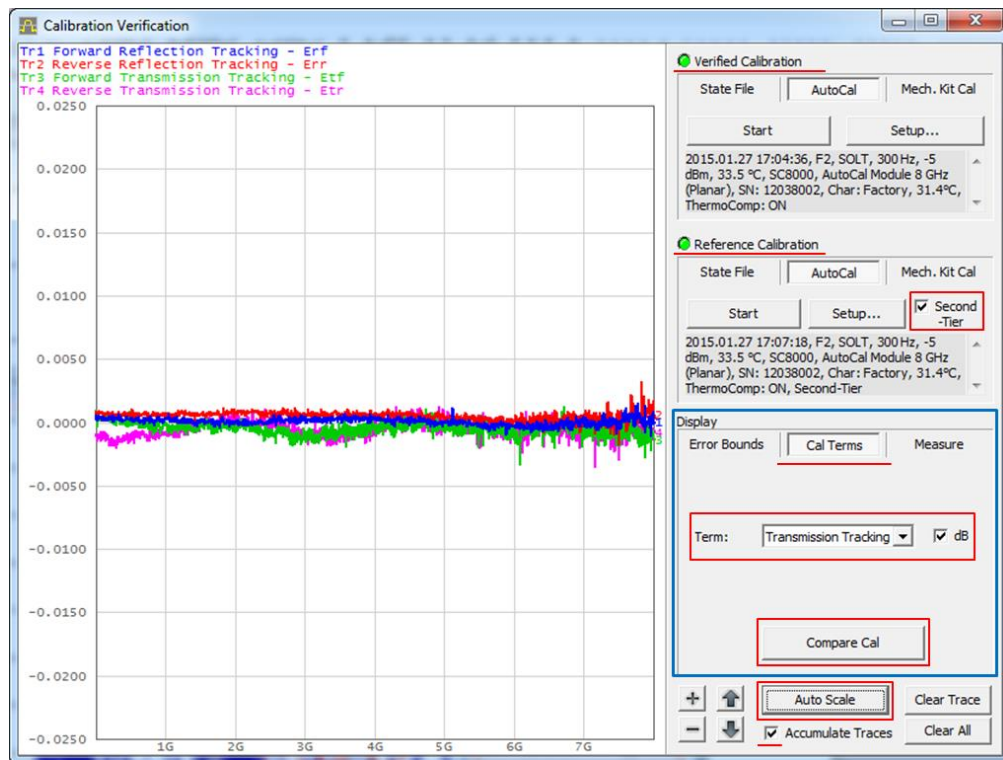 Calibration Verification
Tr1 Forward Reflection Tracking - Erf
Tr2 Reverse Reflection Tracking - Err
Tr3 Forward Transmission Tracking - Etf
Tr4 Reverse Transmission Tracking - Etr
0.0250
0.0200
0.0150
0.0100
0.0050
0.0000
-0.0050
-0.0100
-0.0150
-0.0200
-0.0250
1G 2G 3G 4G 5G 6G 7G
2
1
4
3
Verified Calibration
State File AutoCal Mech. Kit Cal
Start Setup...
2015.01.27 17:04:36, F2, SOLT, 300 Hz, -5
dBm, 33.5 ºC, SC8000, AutoCal Module 8 GHz
(Planar), SN: 12038002, Char: Factory, 31.4ºC,
ThermoComp: ON
Reference Calibration
State File AutoCal Mech. Kit Cal
Start Setup... Second
-Tier
2015.01.27 17:07:18, F2, SOLT, 300 Hz, -5
dBm, 33.5 ºC, SC8000, AutoCal Module 8 GHz
(Planar), SN: 12038002, Char: Factory, 31.4ºC,
ThermoComp: ON, Second-Tier
Display
Error Bounds Cal Terms Measure
Term: Transmission Tracking dB
Compare Cal
+ Auto Scale Clear Trace
- Accumulate Traces Clear All